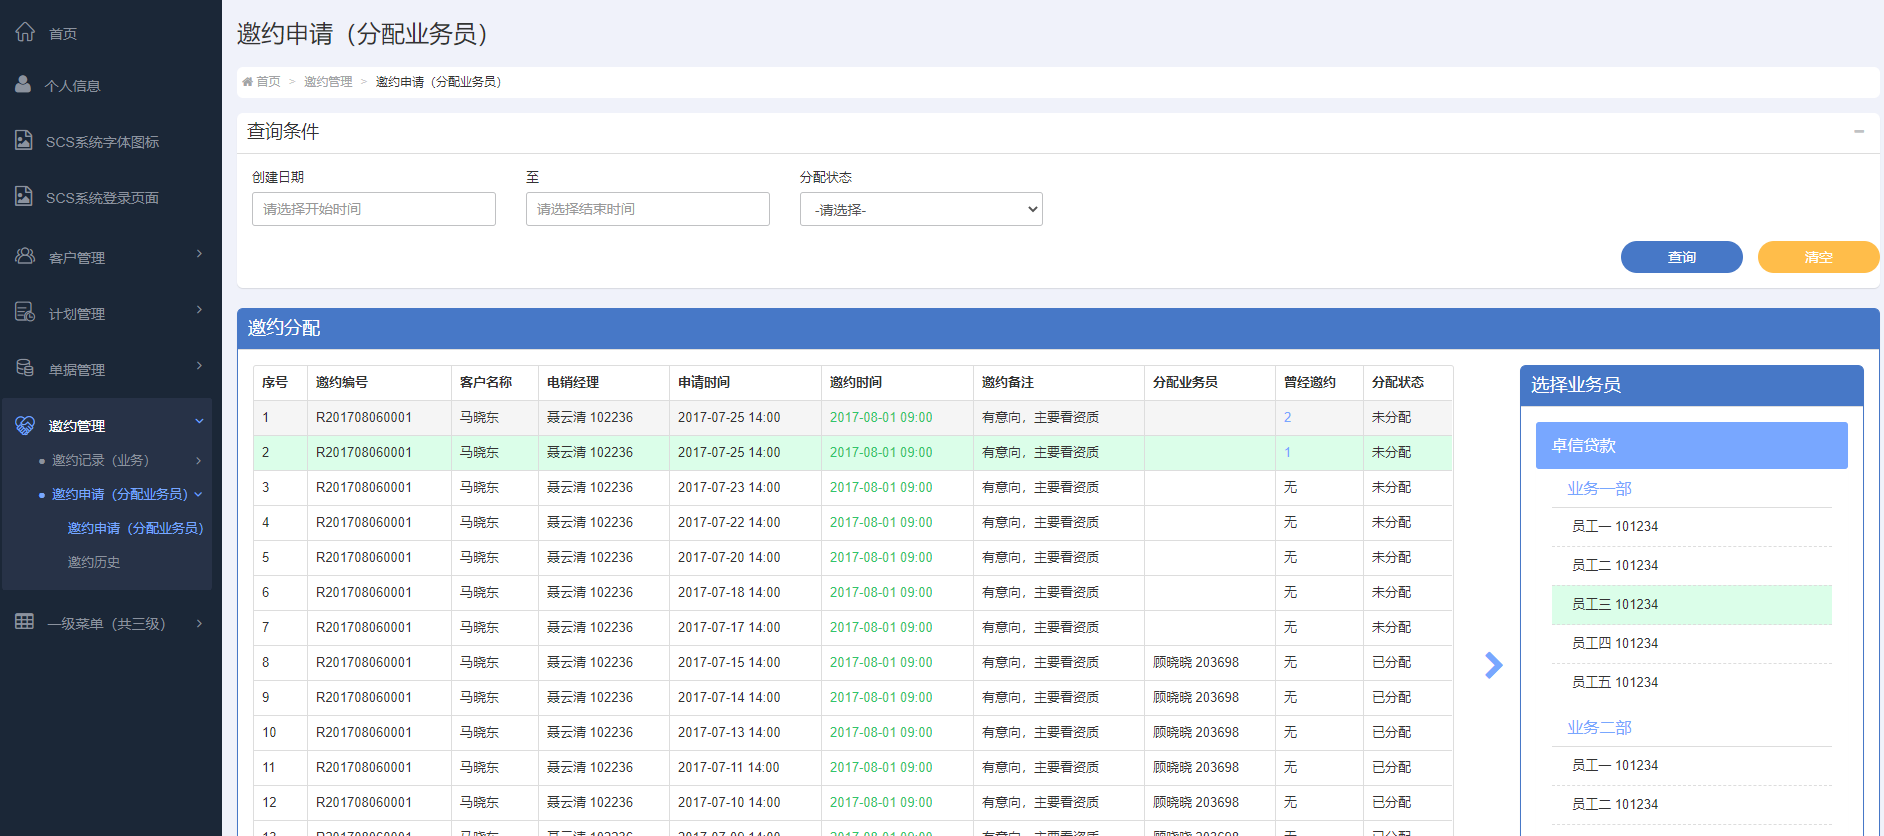 首页
个人信息
SCS系统字体图标
SCS系统登录页面
客户管理
计划管理
单据管理
邀约管理
邀约记录（业务）
邀约申请（分配业务员）
邀约申请（分配业务员）
邀约历史
一级菜单（共三级）
邀约申请（分配业务员）
首页 > 邀约管理 > 邀约申请（分配业务员）
查询条件
创建日期 至 分配状态
请选择开始时间 请选择结束时间 -请选择-
查询 清空
邀约分配
序号 邀约编号 客户名称 电销经理 申请时间 邀约时间 邀约备注 分配业务员 曾经邀约 分配状态
1 R201708060001 马晓东 聂云清 102236 2017-07-25 14:00 2017-08-01 09:00 有意向，主要看资质 2 未分配
2 R201708060001 马晓东 聂云清 102236 2017-07-25 14:00 2017-08-01 09:00 有意向，主要看资质 1 未分配
3 R201708060001 马晓东 聂云清 102236 2017-07-23 14:00 2017-08-01 09:00 有意向，主要看资质 无 未分配
4 R201708060001 马晓东 聂云清 102236 2017-07-22 14:00 2017-08-01 09:00 有意向，主要看资质 无 未分配
5 R201708060001 马晓东 聂云清 102236 2017-07-20 14:00 2017-08-01 09:00 有意向，主要看资质 无 未分配
6 R201708060001 马晓东 聂云清 102236 2017-07-18 14:00 2017-08-01 09:00 有意向，主要看资质 无 未分配
7 R201708060001 马晓东 聂云清 102236 2017-07-17 14:00 2017-08-01 09:00 有意向，主要看资质 无 未分配
8 R201708060001 马晓东 聂云清 102236 2017-07-15 14:00 2017-08-01 09:00 有意向，主要看资质 顾晓晓 203698 无 已分配
9 R201708060001 马晓东 聂云清 102236 2017-07-14 14:00 2017-08-01 09:00 有意向，主要看资质 顾晓晓 203698 无 已分配
10 R201708060001 马晓东 聂云清 102236 2017-07-13 14:00 2017-08-01 09:00 有意向，主要看资质 顾晓晓 203698 无 已分配
11 R201708060001 马晓东 聂云清 102236 2017-07-11 14:00 2017-08-01 09:00 有意向，主要看资质 顾晓晓 203698 无 已分配
12 R201708060001 马晓东 聂云清 102236 2017-07-10 14:00 2017-08-01 09:00 有意向，主要看资质 顾晓晓 203698 无 已分配
选择业务员
卓信贷款
业务一部
员工一 101234
员工二 101234
员工三 101234
员工四 101234
员工五 101234
业务二部
员工一 101234
员工二 101234